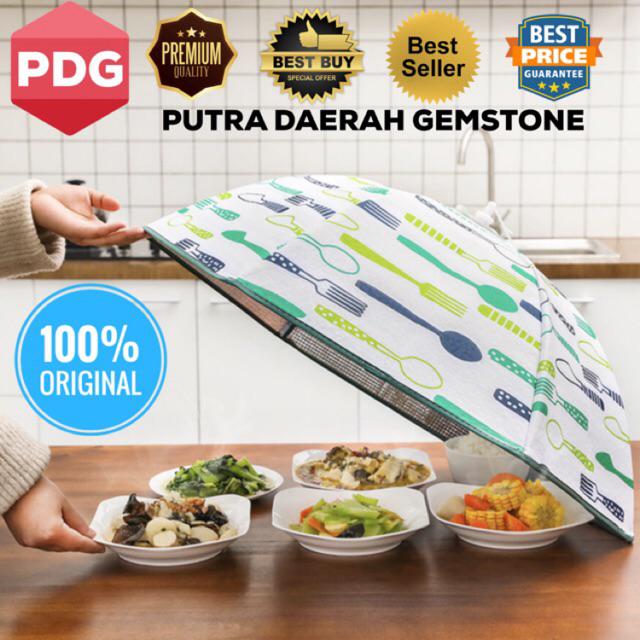 PDG
PREMIUM
QUALITY
BEST BUY
SPECIAL OFFER
Best
Seller
BEST
PRICE
GUARANTEE
PUTRA DAERAH GEMSTONE
100%
ORIGINAL